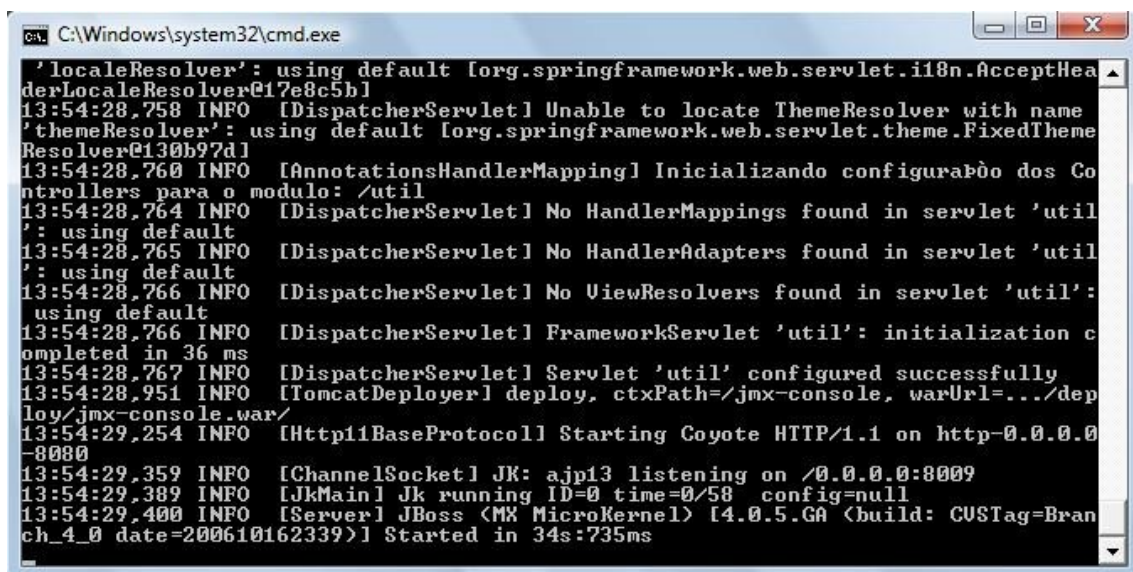 C:\Windows\system32\cmd.exe
'localeResolver': using default [org.springframework.web.servlet.i18n.AcceptHea
derLocaleResolver@17e8c5b]
13:54:28,758 INFO  [DispatcherServlet] Unable to locate ThemeResolver with name
'themeResolver': using default [org.springframework.web.servlet.theme.FixedTheme
Resolver@130b97d]
13:54:28,760 INFO  [AnnotationsHandlerMapping] Inicializando configuraÞòo dos Co
ntrollers para o modulo: /util
13:54:28,764 INFO  [DispatcherServlet] No HandlerMappings found in servlet 'util
': using default
13:54:28,765 INFO  [DispatcherServlet] No HandlerAdapters found in servlet 'util
': using default
13:54:28,766 INFO  [DispatcherServlet] No ViewResolvers found in servlet 'util':
using default
13:54:28,766 INFO  [DispatcherServlet] FrameworkServlet 'util': initialization c
ompleted in 36 ms
13:54:28,767 INFO  [DispatcherServlet] Servlet 'util' configured successfully
13:54:28,951 INFO  [TomcatDeployer] deploy, ctxPath=/jmx-console, warUrl=.../dep
loy/jmx-console.war/
13:54:29,254 INFO  [Http11BaseProtocol] Starting Coyote HTTP/1.1 on http-0.0.0.0
-8080
13:54:29,359 INFO  [ChannelSocket] JK: ajp13 listening on /0.0.0.0:8009
13:54:29,389 INFO  [JkMain] Jk running ID=0 time=0/58  config=null
13:54:29,400 INFO  [Server] JBoss (MX MicroKernel) [4.0.5.GA (build: CVSTag=Bran
ch_4_0 date=200610162339)] Started in 34s:735ms